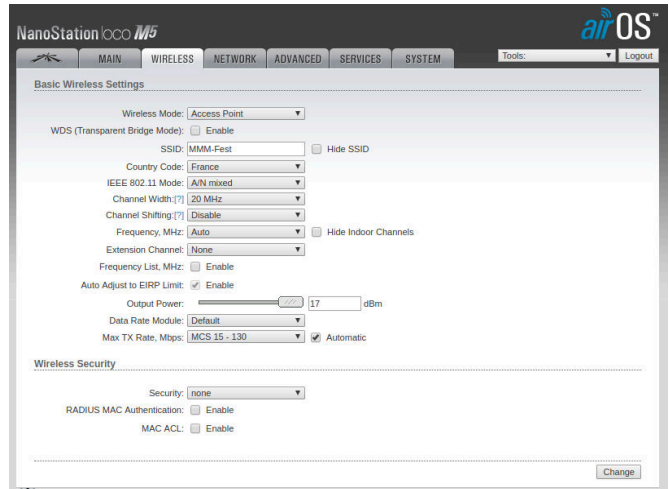 NanoStation loco M5 airOS™
MAIN WIRELESS NETWORK ADVANCED SERVICES SYSTEM Tools: Logout
Basic Wireless Settings
Wireless Mode: Access Point
WDS (Transparent Bridge Mode): Enable
SSID: MMM-Fest Hide SSID
Country Code: France
IEEE 802.11 Mode: A/N mixed
Channel Width:[?] 20 MHz
Channel Shifting:[?] Disable
Frequency, MHz: Auto Hide Indoor Channels
Extension Channel: None
Frequency List, MHz: Enable
Auto Adjust to EIRP Limit: Enable
Output Power: 17 dBm
Data Rate Module: Default
Max TX Rate, Mbps: MCS 15 - 130 Automatic
Wireless Security
Security: none
RADIUS MAC Authentication: Enable
MAC ACL: Enable
Change